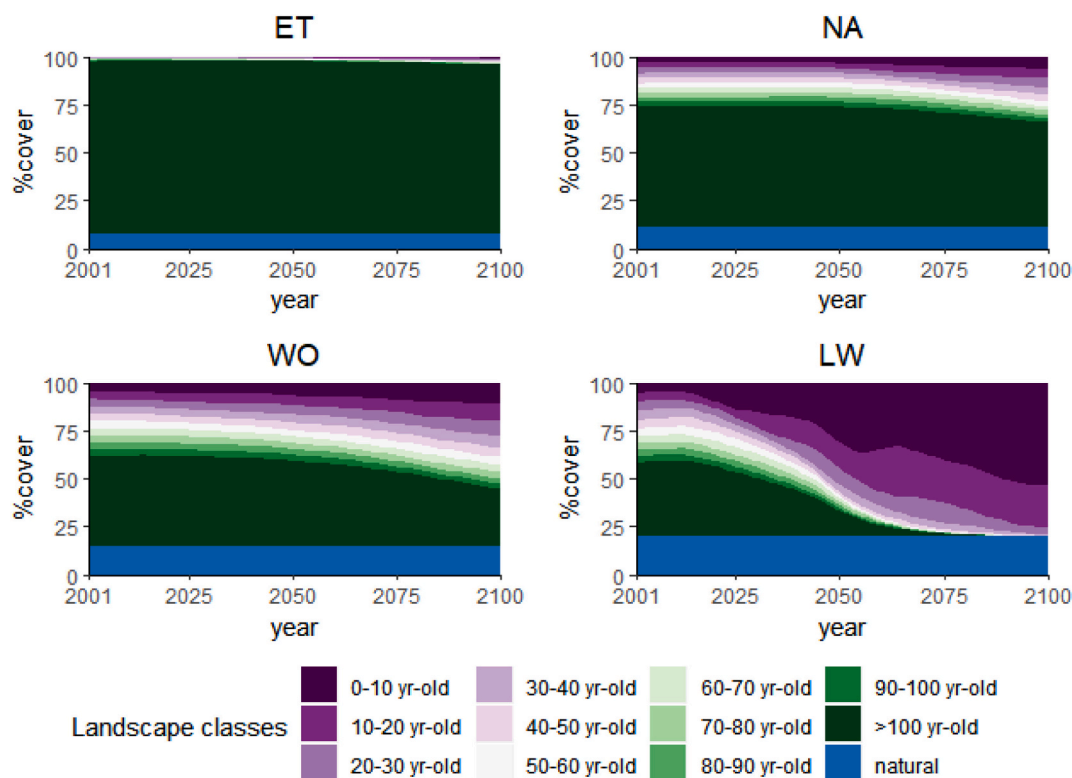 ET
NA
100
75
50
25
0
%cover
2001
2025
2050
2075
2100
year
100
75
50
25
0
%cover
2001
2025
2050
2075
2100
year
WO
LW
100
75
50
25
0
%cover
2001
2025
2050
2075
2100
year
100
75
50
25
0
%cover
2001
2025
2050
2075
2100
year
Landscape classes
0-10 yr-old
10-20 yr-old
20-30 yr-old
30-40 yr-old
40-50 yr-old
50-60 yr-old
60-70 yr-old
70-80 yr-old
80-90 yr-old
90-100 yr-old
>100 yr-old
natural